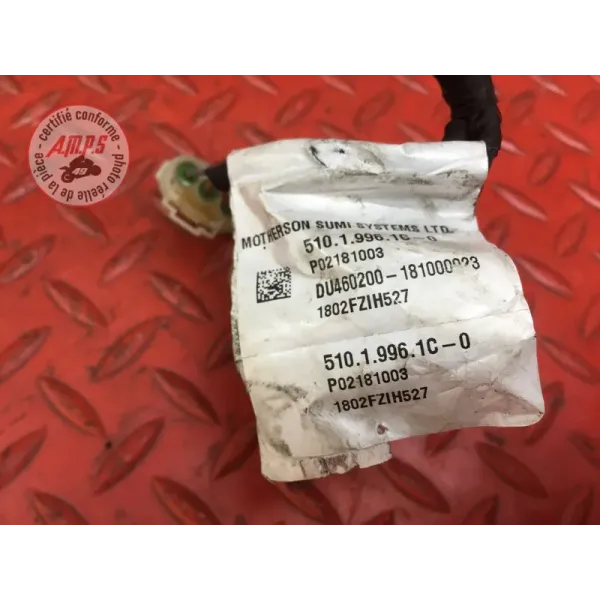 certifié conforme
A.M.P.S
49
photo réelle de la pièce
MOTHERSON SUMI SYSTEMS LTD.
510.1.996.1C-0
P02181003
DU460200-181000023
1802FZIH527
510.1.996.1C-0
P02181003
1802FZIH527